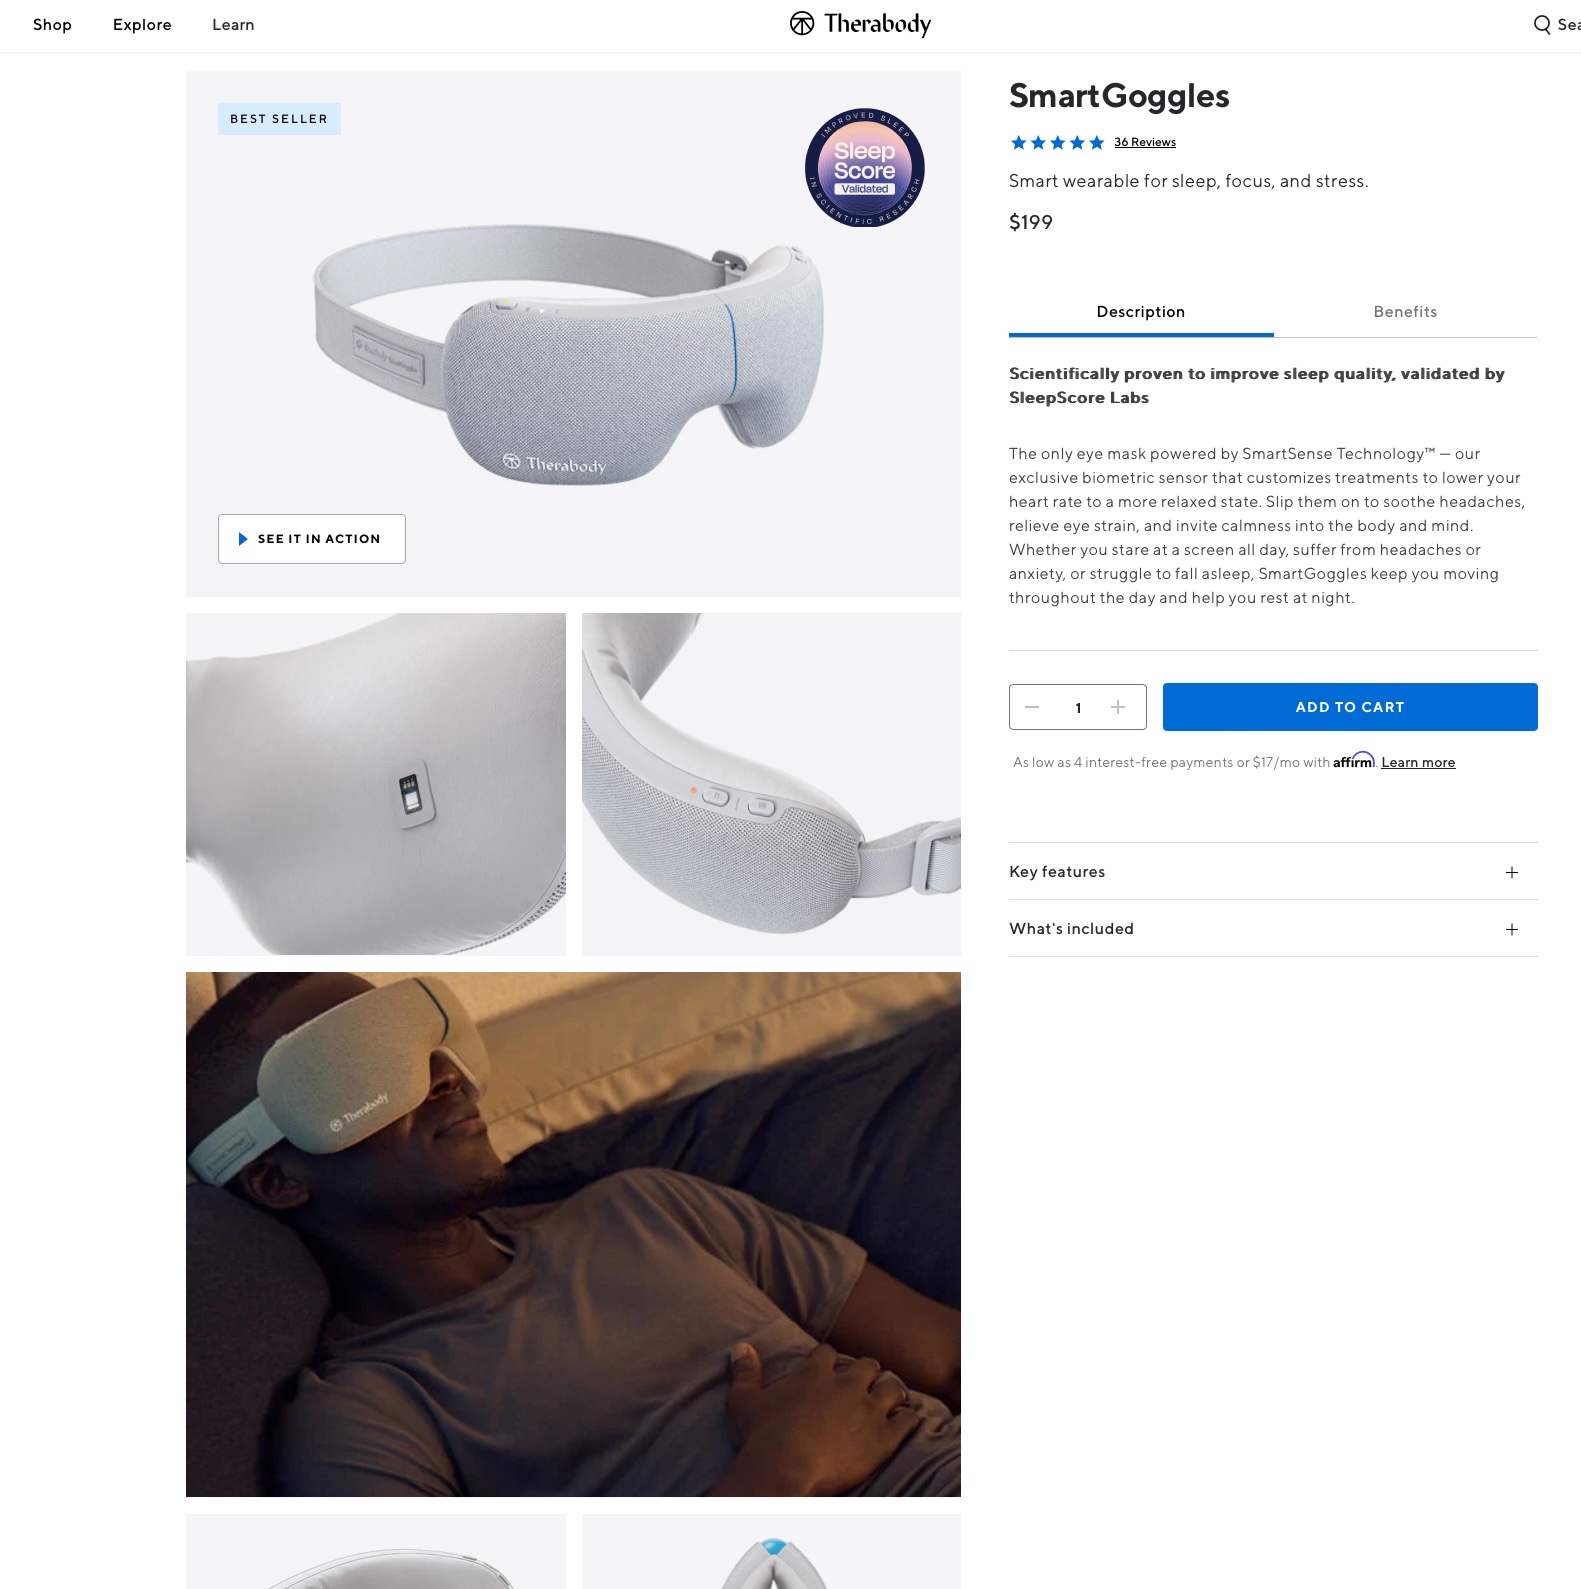 Shop
Explore
Learn
Therabody
Sea
BEST SELLER
IMPROVED SLEEP
Sleep
Score
Validated
IN SCIENTIFIC RESEARCH
Therabody
SEE IT IN ACTION
Therabody
SmartGoggles
36 Reviews
Smart wearable for sleep, focus, and stress.
$199
Description
Benefits
Scientifically proven to improve sleep quality, validated by
SleepScore Labs
The only eye mask powered by SmartSense Technology™ — our
exclusive biometric sensor that customizes treatments to lower your
heart rate to a more relaxed state. Slip them on to soothe headaches,
relieve eye strain, and invite calmness into the body and mind.
Whether you stare at a screen all day, suffer from headaches or
anxiety, or struggle to fall asleep, SmartGoggles keep you moving
throughout the day and help you rest at night.
1
ADD TO CART
As low as 4 interest-free payments or $17/mo with affirm. Learn more
Key features
What's included